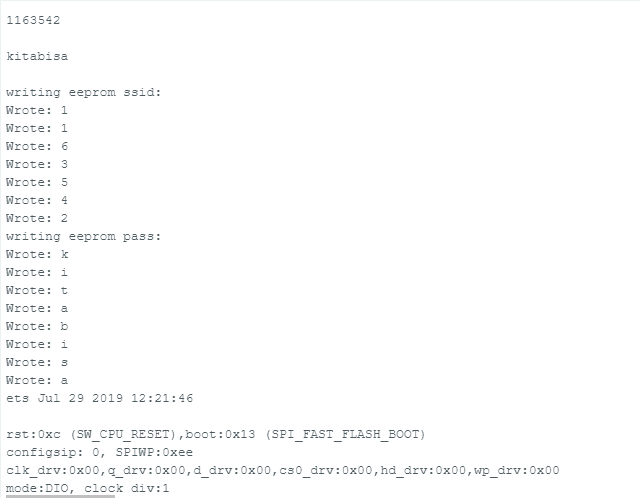 1163542
kitabisa
writing eeprom ssid:
Wrote: 1
Wrote: 1
Wrote: 6
Wrote: 3
Wrote: 5
Wrote: 4
Wrote: 2
writing eeprom pass:
Wrote: k
Wrote: i
Wrote: t
Wrote: a
Wrote: b
Wrote: i
Wrote: s
Wrote: a
ets Jul 29 2019 12:21:46
rst:0xc (SW_CPU_RESET),boot:0x13 (SPI_FAST_FLASH_BOOT)
configsip: 0, SPIWP:0xee
clk_drv:0x00,q_drv:0x00,d_drv:0x00,cs0_drv:0x00,hd_drv:0x00,wp_drv:0x00
mode:DIO, clock div:1